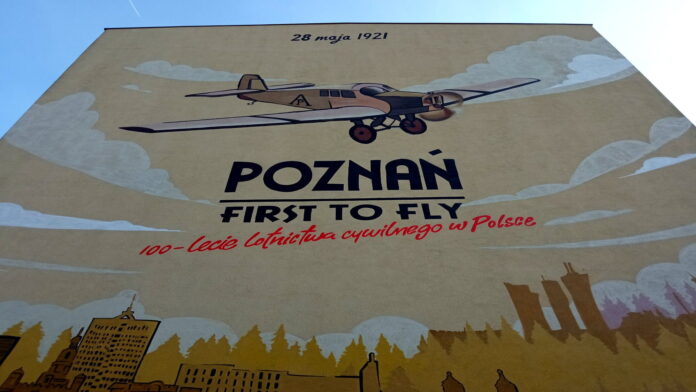 28 maja 1921
POZNAŃ
FIRST TO FLY
100-lecie lotnictwa cywilnego w Polsce